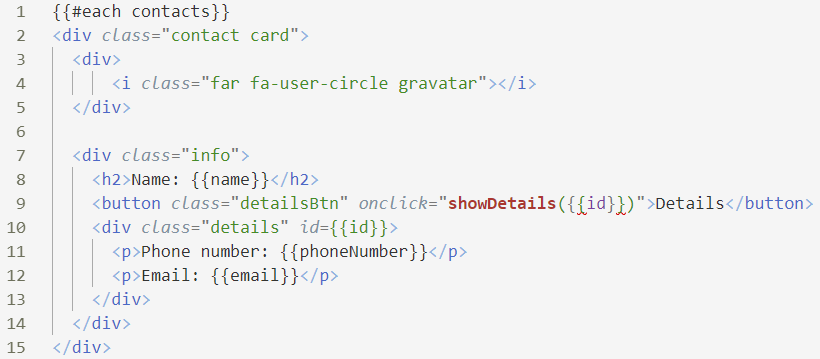 1 {{#each contacts}}
2 <div class="contact card">
3 <div>
4 <i class="far fa-user-circle gravatar"></i>
5 </div>
6
7 <div class="info">
8 <h2>Name: {{name}}</h2>
9 <button class="detailsBtn" onclick="showDetails({{id}})">Details</button>
10 <div class="details" id={{id}}>
11 <p>Phone number: {{phoneNumber}}</p>
12 <p>Email: {{email}}</p>
13 </div>
14 </div>
15 </div>